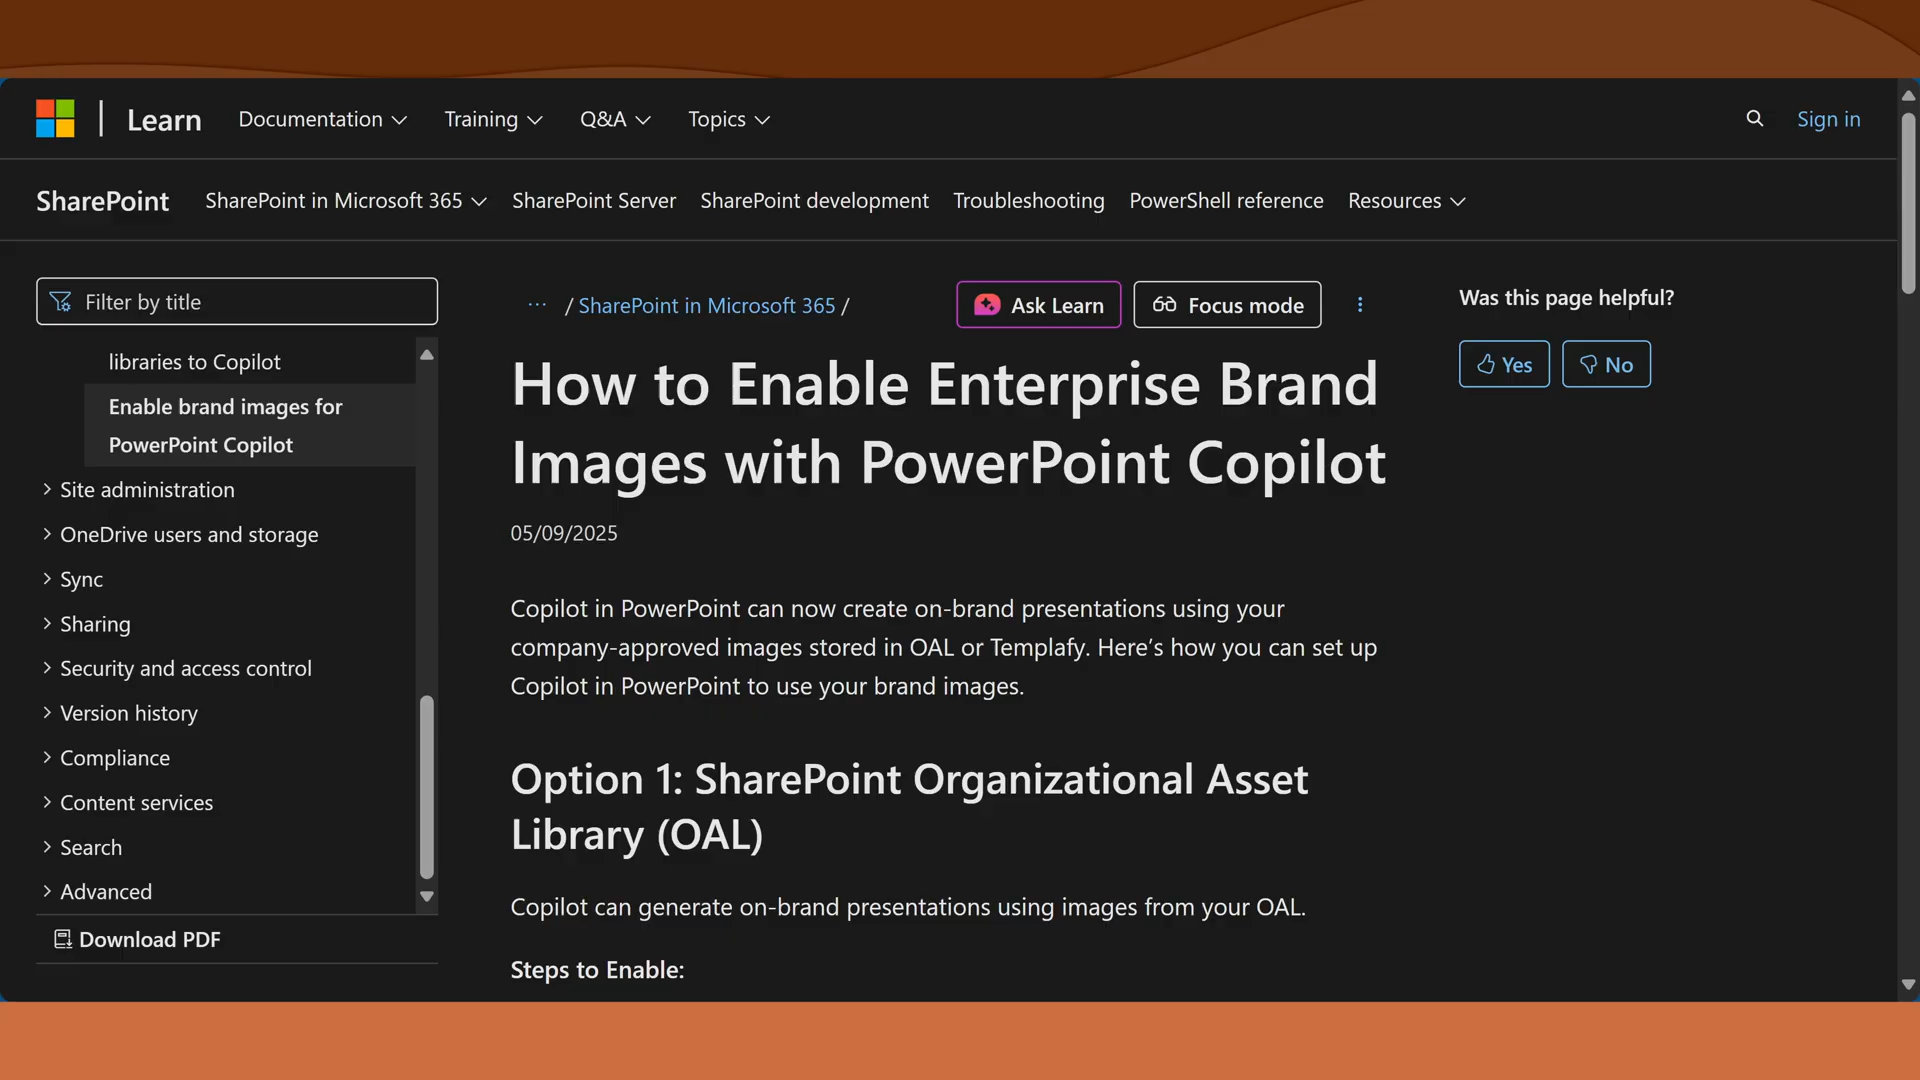 Learn
Documentation
Training
Q&A
Topics
Sign in
SharePoint
SharePoint in Microsoft 365
SharePoint Server
SharePoint development
Troubleshooting
PowerShell reference
Resources
Filter by title
libraries to Copilot
Enable brand images for
PowerPoint Copilot
Site administration
OneDrive users and storage
Sync
Sharing
Security and access control
Version history
Compliance
Content services
Search
Advanced
Download PDF
··· / SharePoint in Microsoft 365 /
Ask Learn
Focus mode
How to Enable Enterprise Brand
Images with PowerPoint Copilot
05/09/2025
Copilot in PowerPoint can now create on-brand presentations using your
company-approved images stored in OAL or Templafy. Here’s how you can set up
Copilot in PowerPoint to use your brand images.
Option 1: SharePoint Organizational Asset
Library (OAL)
Copilot can generate on-brand presentations using images from your OAL.
Steps to Enable:
Was this page helpful?
Yes
No